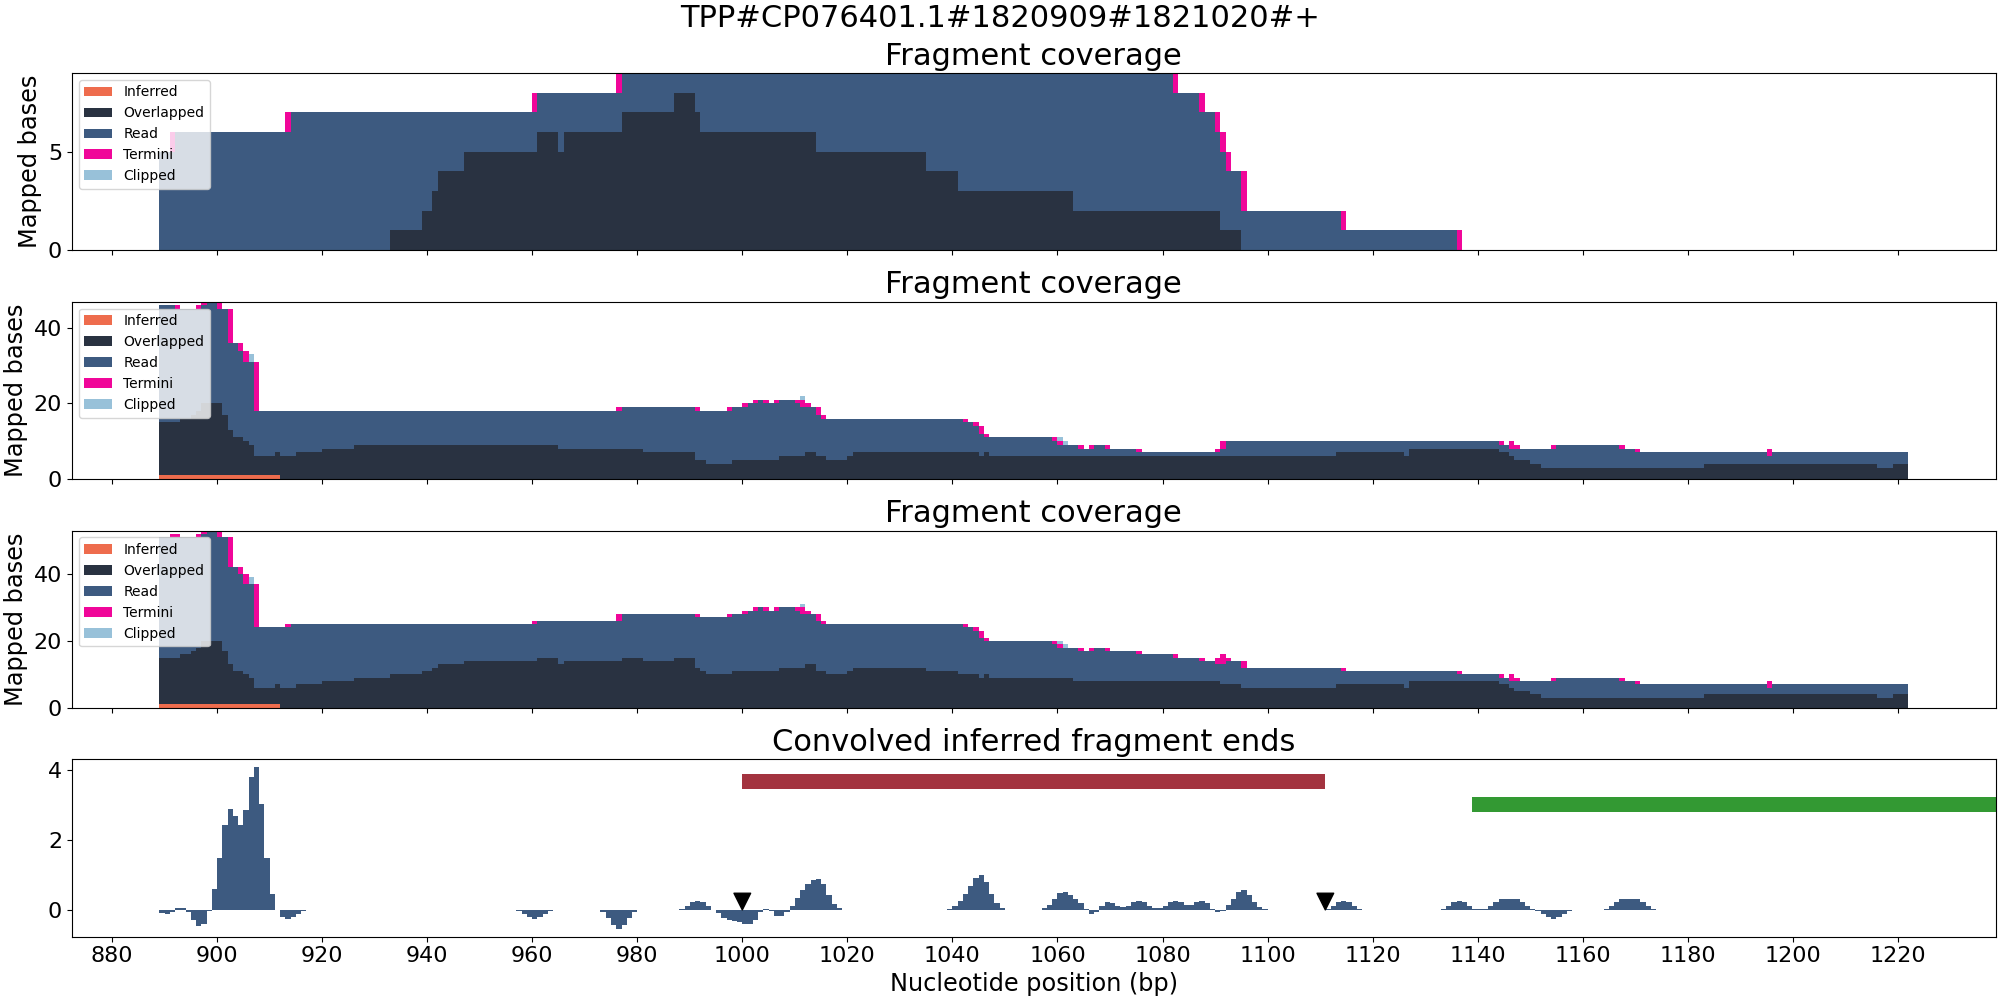 TPP#CP076401.1#1820909#1821020#+
Fragment coverage
Mapped bases
5
0
Inferred
Overlapped
Read
Termini
Clipped
Fragment coverage
Mapped bases
40
20
0
Inferred
Overlapped
Read
Termini
Clipped
Fragment coverage
Mapped bases
40
20
0
Inferred
Overlapped
Read
Termini
Clipped
Convolved inferred fragment ends
4
2
0
880 900 920 940 960 980 1000 1020 1040 1060 1080 1100 1120 1140 1160 1180 1200 1220
Nucleotide position (bp)